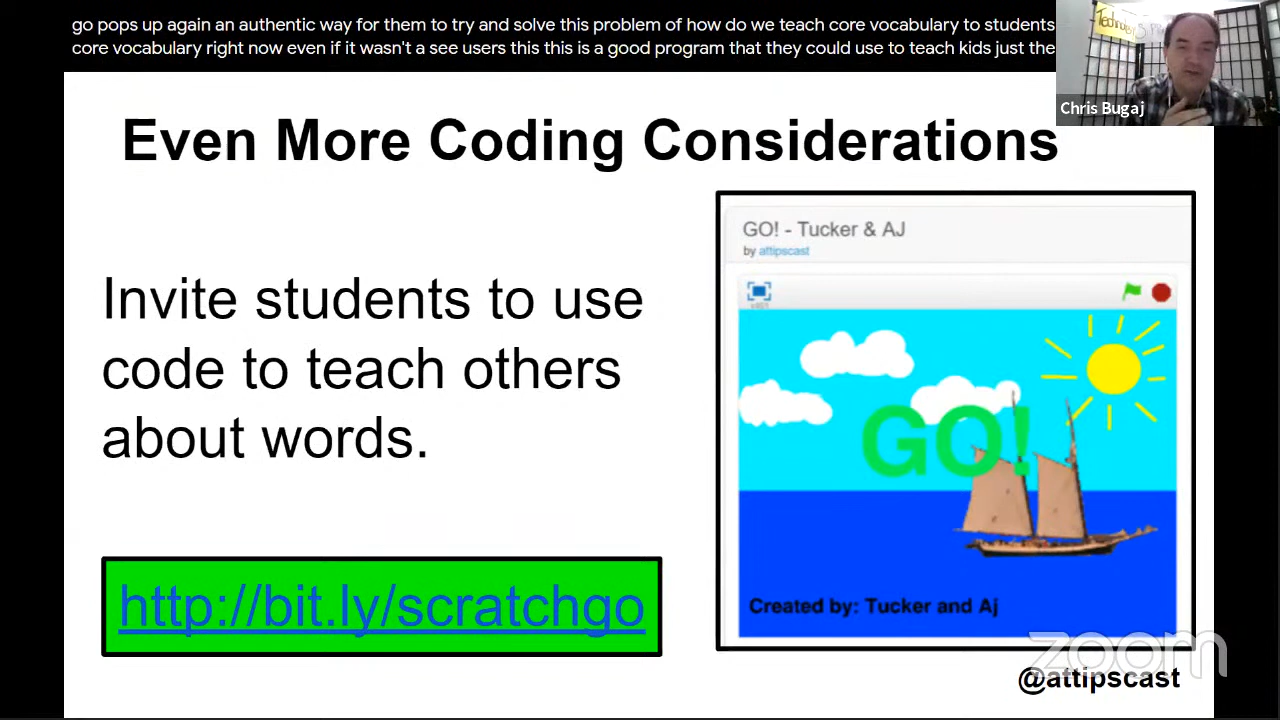 go pops up again an authentic way for them to try and solve this problem of how do we teach core vocabulary to students
core vocabulary right now even if it wasn't a see users this this is a good program that they could use to teach kids just the
Chris Bugaj
Even More Coding Considerations
Invite students to use
code to teach others
about words.
http://bit.ly/scratchgo
GO! - Tucker & AJ
by attipscast
GO!
Created by: Tucker and Aj
zoom
@attipscast